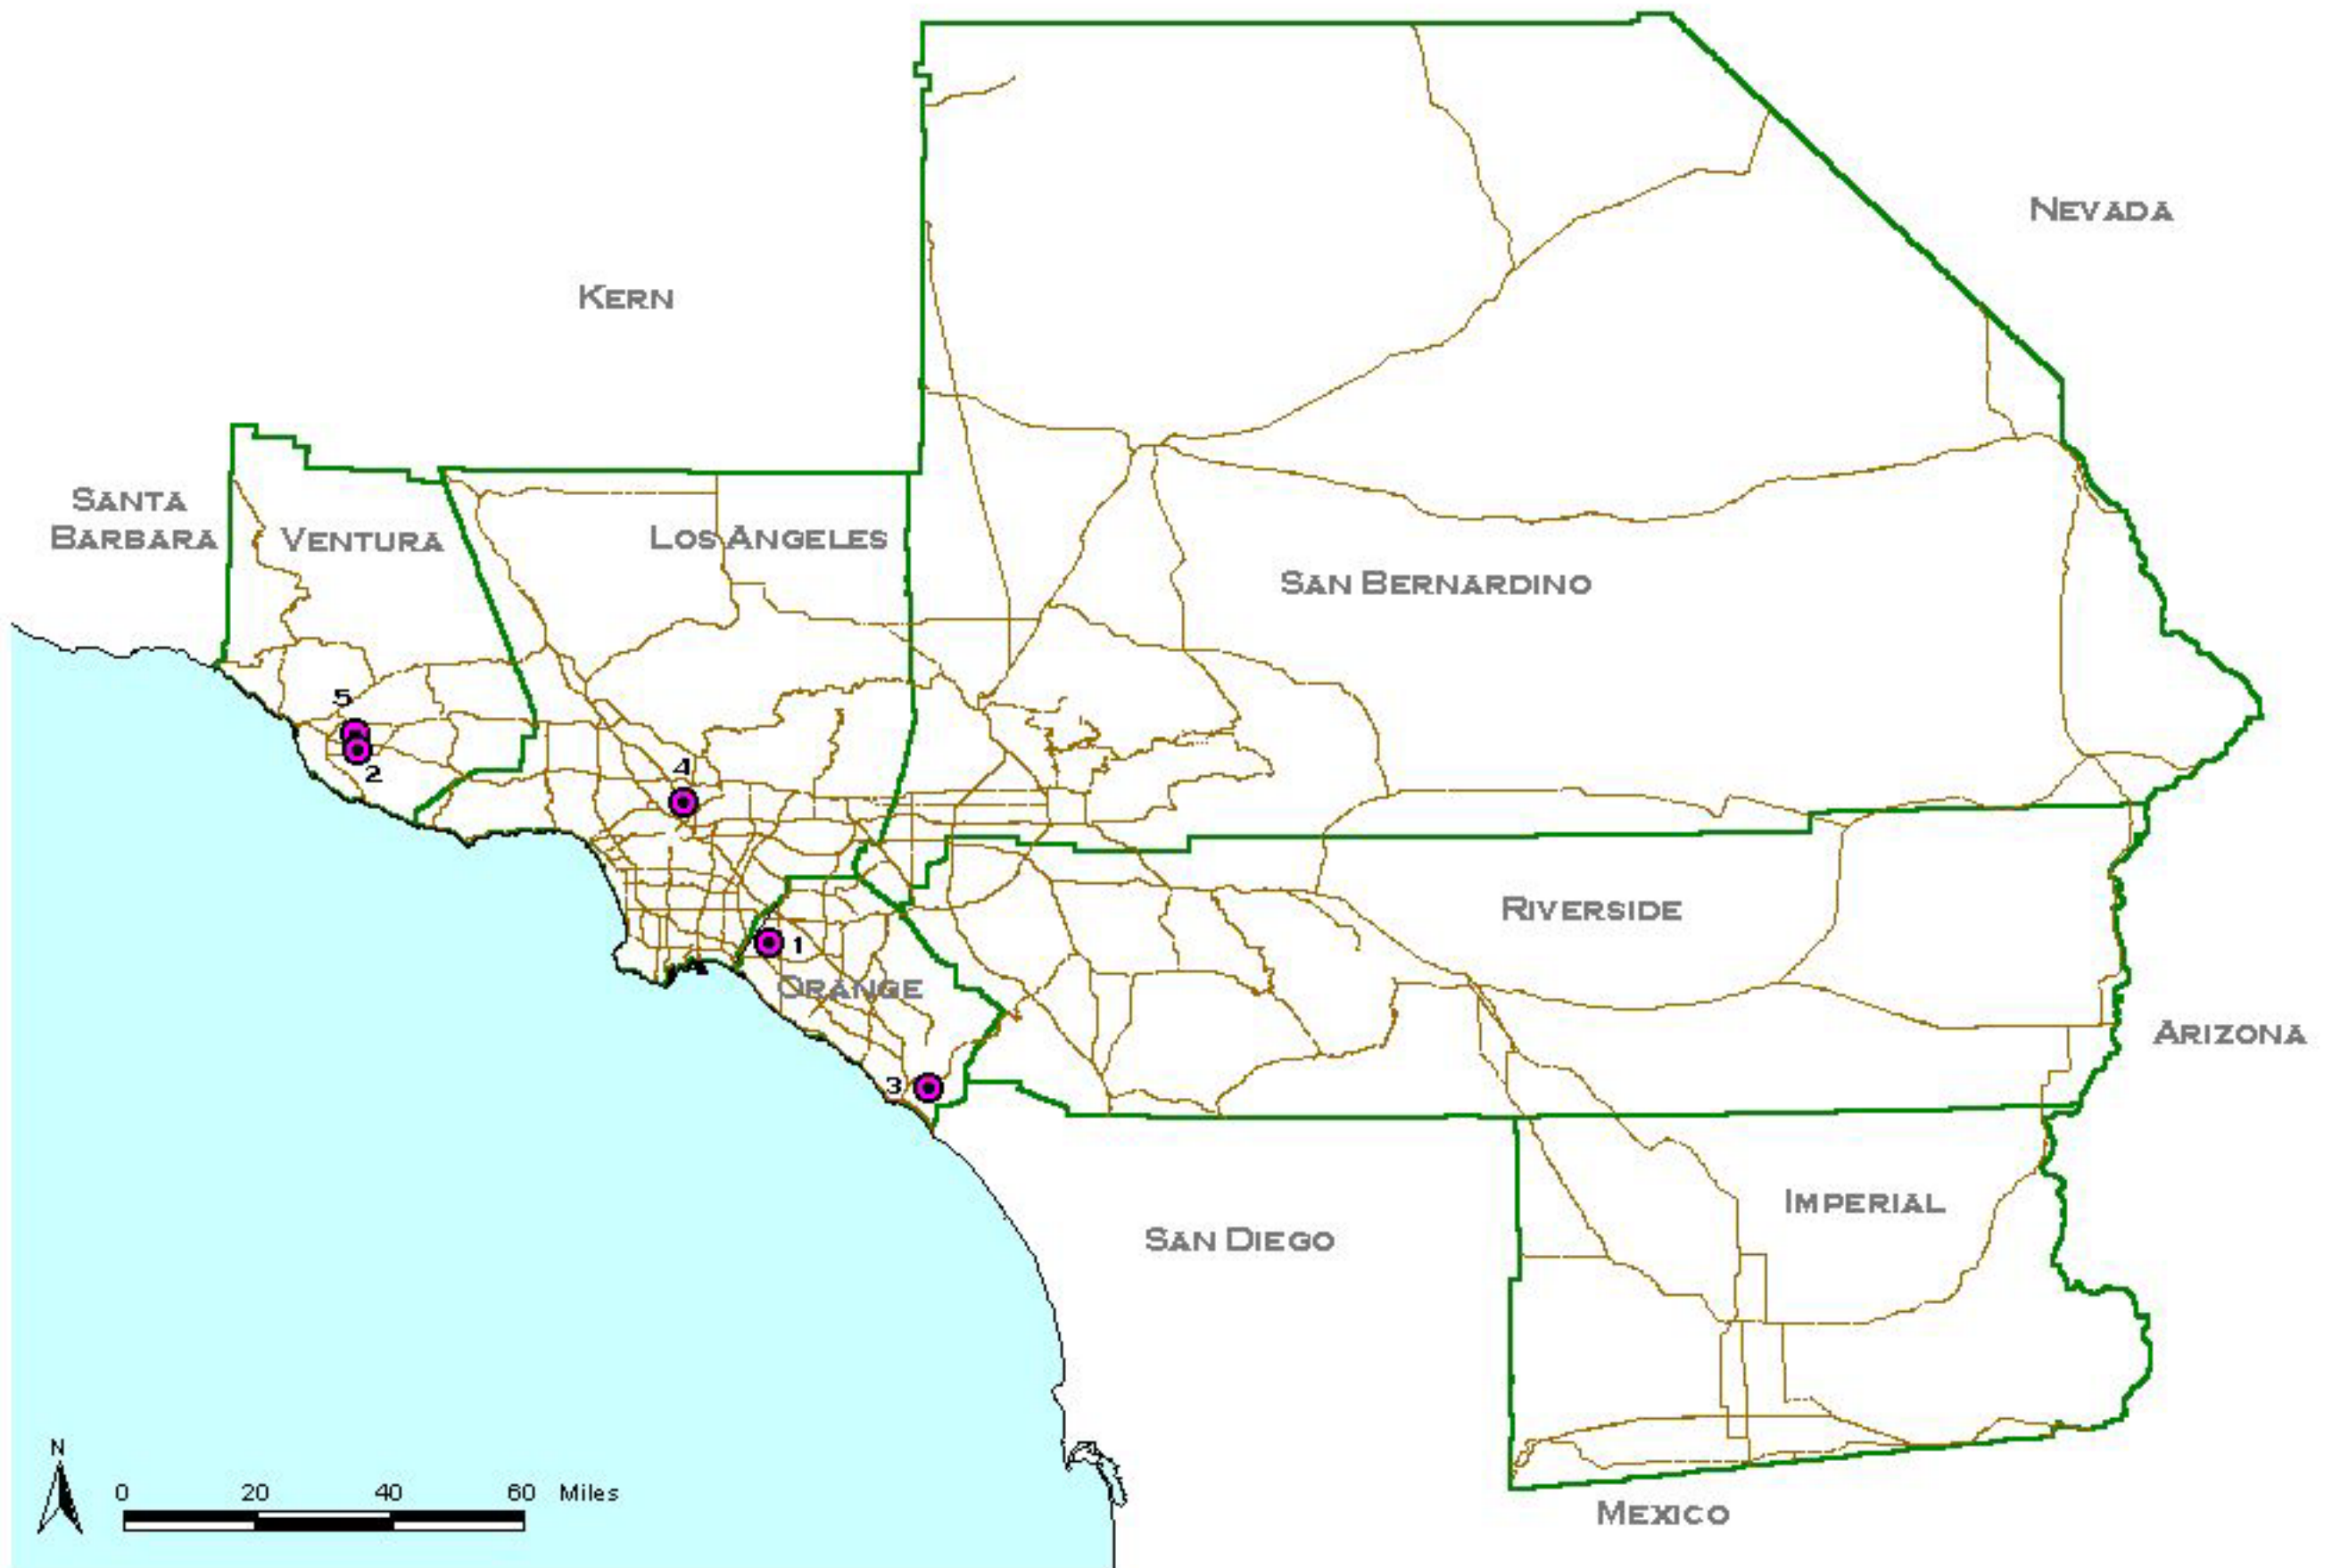 NEVADA
KERN
SANTA
BARBARA
VENTURA
LOS ANGELES
SAN BERNARDINO
5
2
4
RIVERSIDE
1
ORANGE
ARIZONA
3
IMPERIAL
SAN DIEGO
N
0 20 40 60 Miles
MEXICO